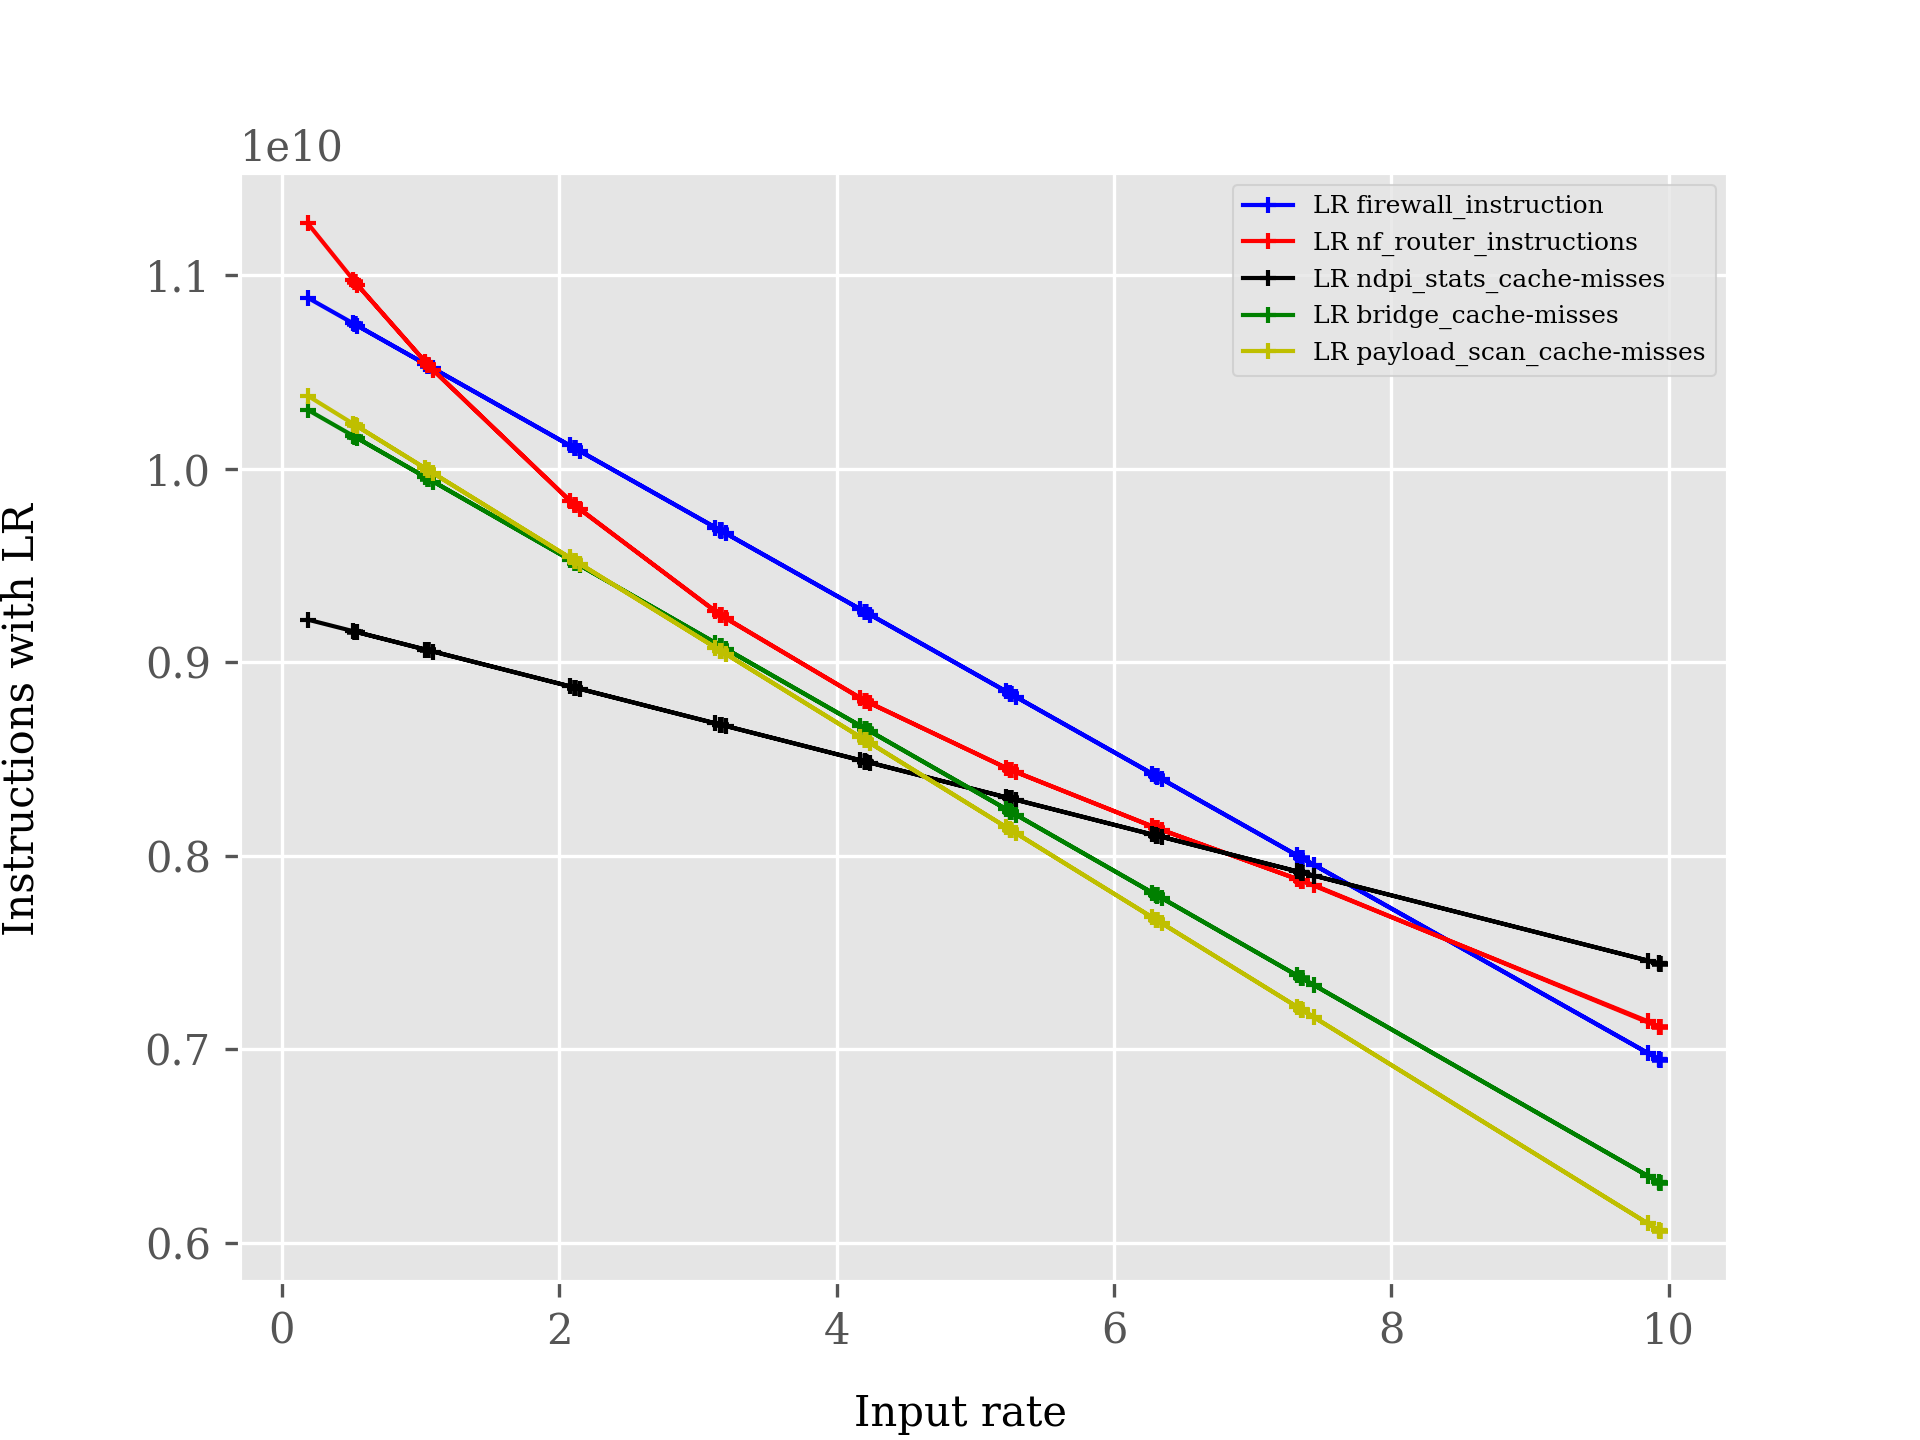 1e10
LR firewall_instruction
LR nf_router_instructions
LR ndpi_stats_cache-misses
LR bridge_cache-misses
LR payload_scan_cache-misses
1.1
1.0
0.9
0.8
0.7
0.6
Instructions with LR
0 2 4 6 8 10
Input rate